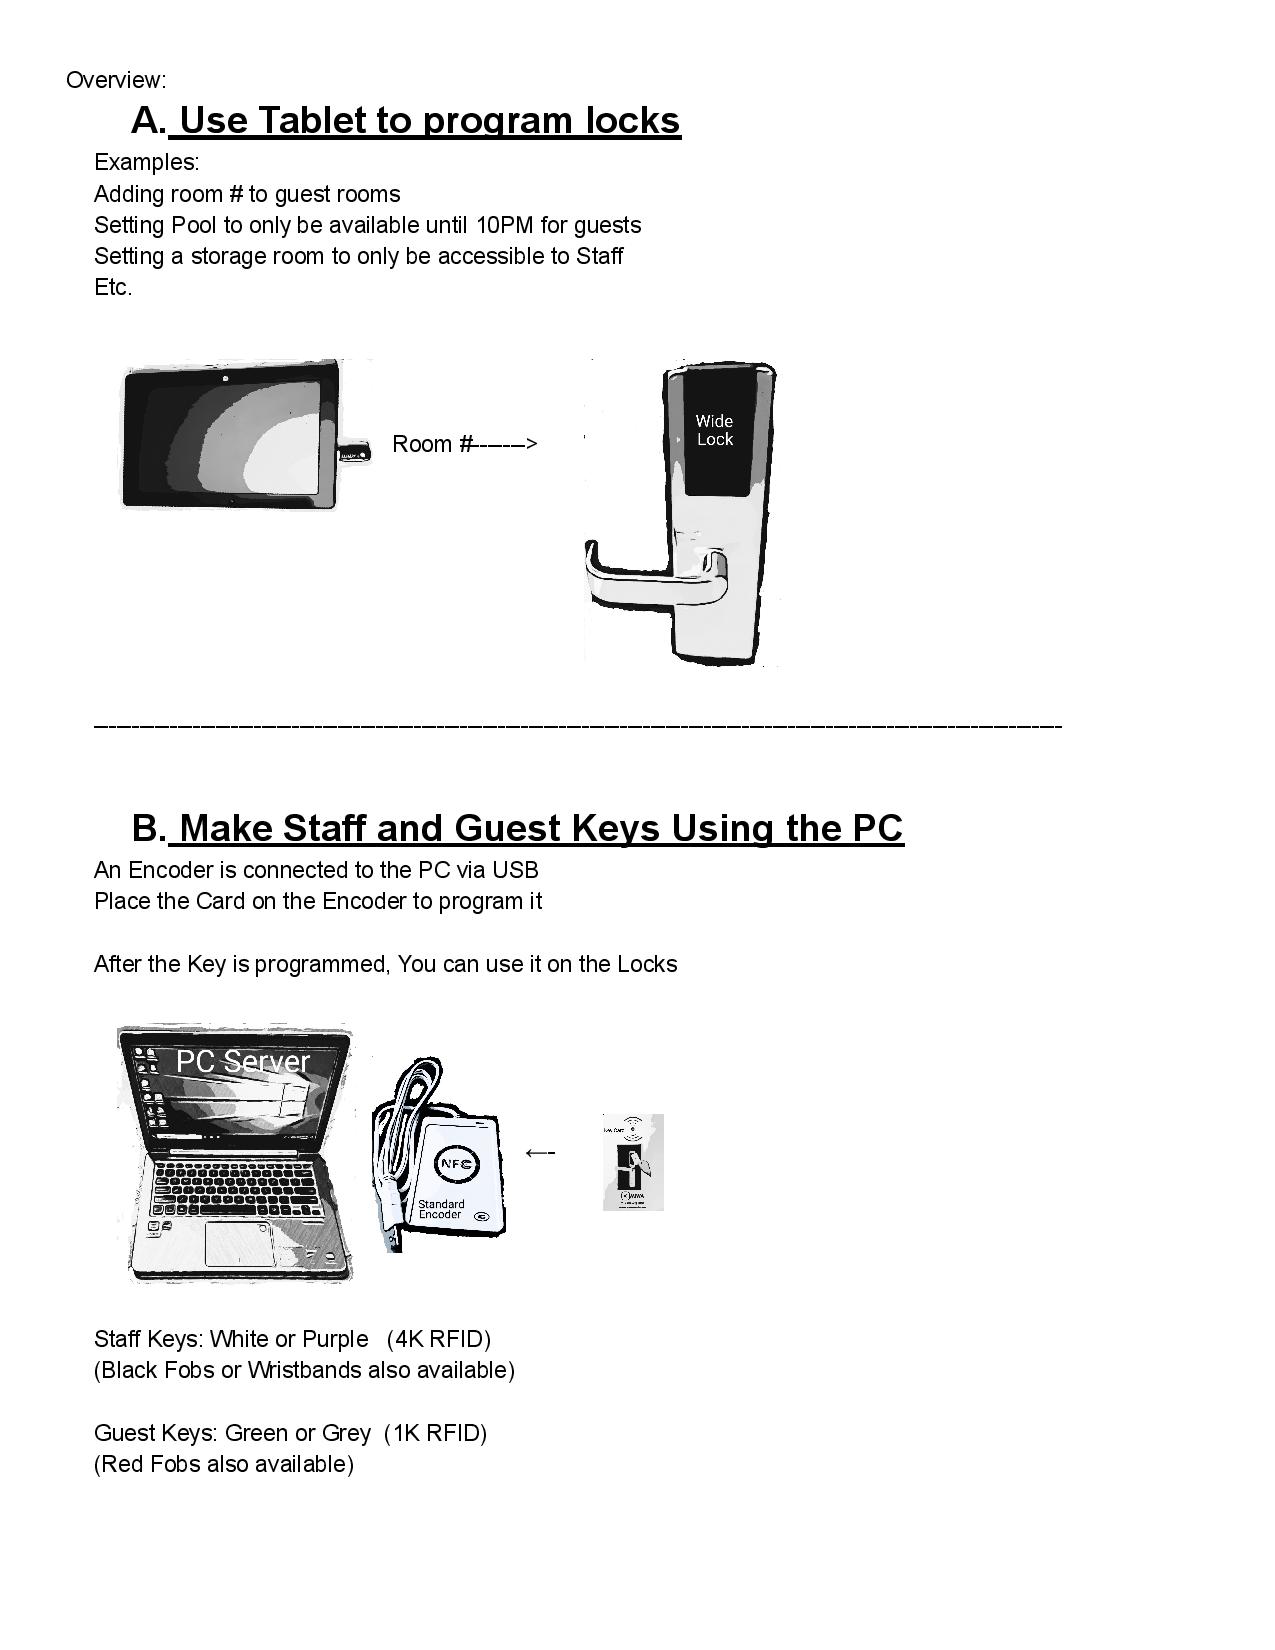 Overview:
A. Use Tablet to program locks
Examples:
Adding room # to guest rooms
Setting Pool to only be available until 10PM for guests
Setting a storage room to only be accessible to Staff
Etc.
Room #-------->
Wide
Lock
B. Make Staff and Guest Keys Using the PC
An Encoder is connected to the PC via USB
Place the Card on the Encoder to program it
After the Key is programmed, You can use it on the Locks
PC Server
NFC
Standard
Encoder
←--
Key Card
MIWA
Staff Keys: White or Purple (4K RFID)
(Black Fobs or Wristbands also available)
Guest Keys: Green or Grey (1K RFID)
(Red Fobs also available)